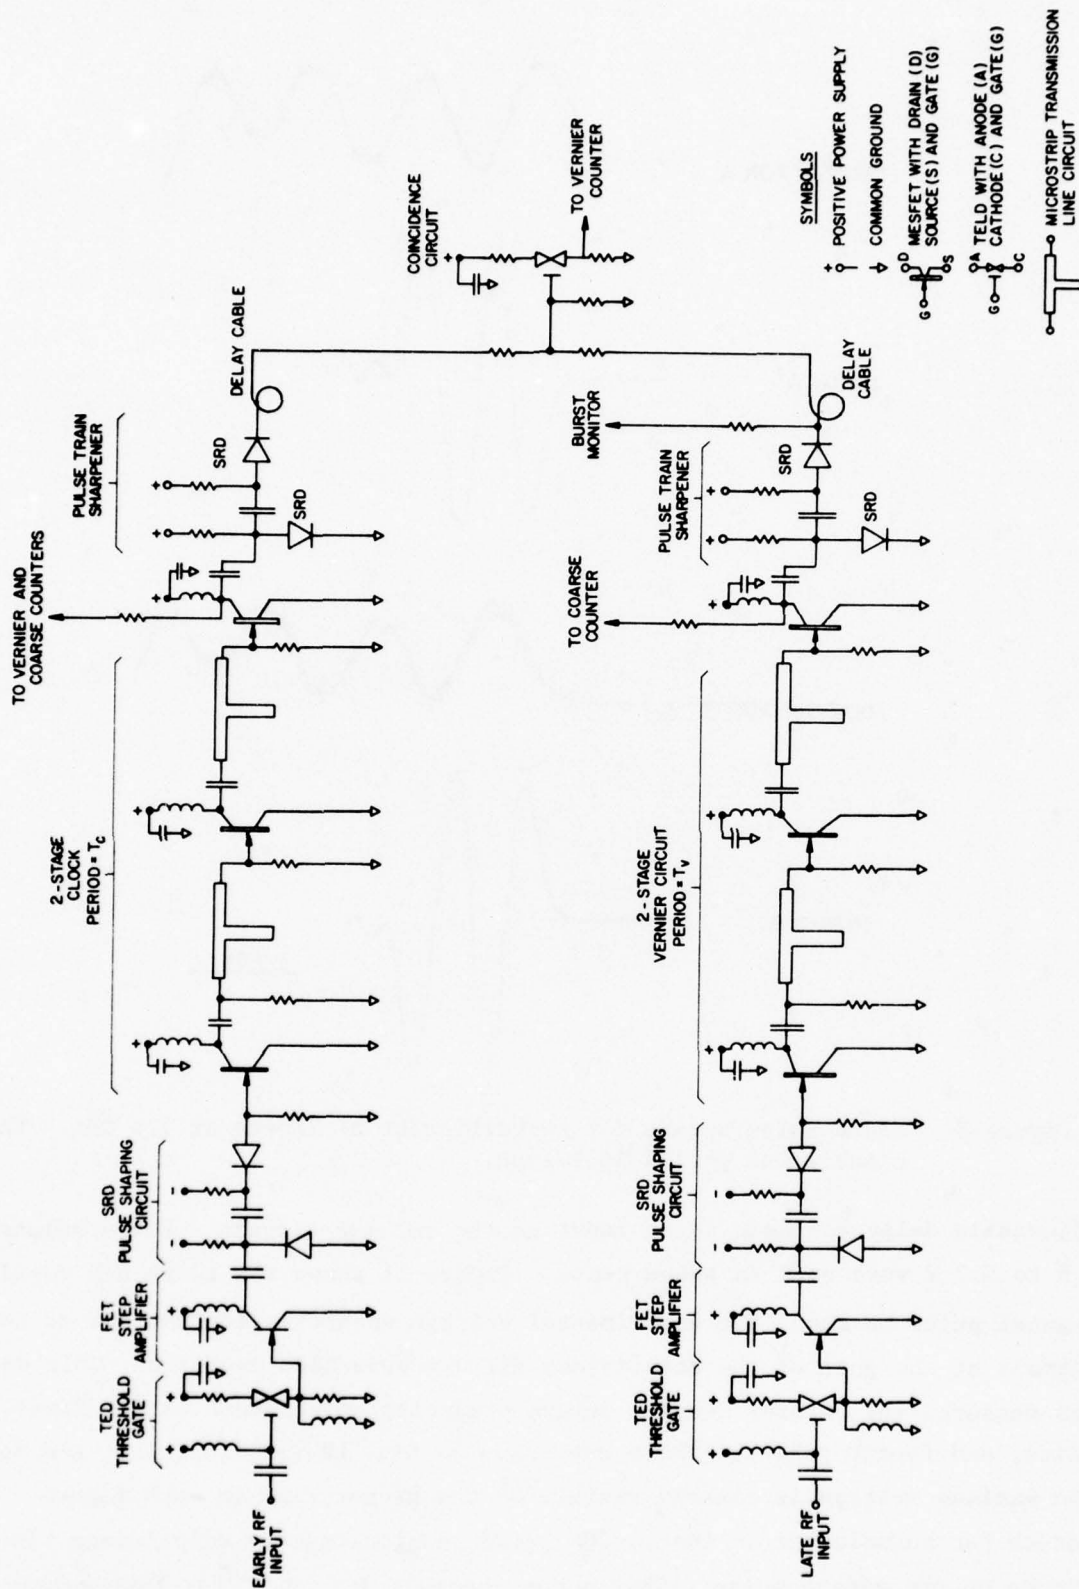 EARLY RF
INPUT
TED
THRESHOLD
GATE
FET
STEP
AMPLIFIER
SRD
PULSE SHAPING
CIRCUIT
2-STAGE
CLOCK
PERIOD = Tc
TO VERNIER AND
COARSE COUNTERS
PULSE TRAIN
SHARPENER
SRD
SRD
DELAY CABLE
+
+
+
+
+
+
+
+
-
-
LATE RF
INPUT
TED
THRESHOLD
GATE
FET
STEP
AMPLIFIER
SRD
PULSE SHAPING
CIRCUIT
2-STAGE
VERNIER CIRCUIT
PERIOD = Tv
TO COARSE
COUNTER
PULSE TRAIN
SHARPENER
SRD
SRD
BURST
MONITOR
DELAY
CABLE
+
+
+
+
+
+
+
+
-
-
COINCIDENCE
CIRCUIT
+
TO VERNIER
COUNTER
SYMBOLS
+ POSITIVE POWER SUPPLY
COMMON GROUND
G D S MESFET WITH DRAIN (D)
SOURCE (S) AND GATE (G)
G A C TELD WITH ANODE (A)
CATHODE (C) AND GATE (G)
MICROSTRIP TRANSMISSION
LINE CIRCUIT